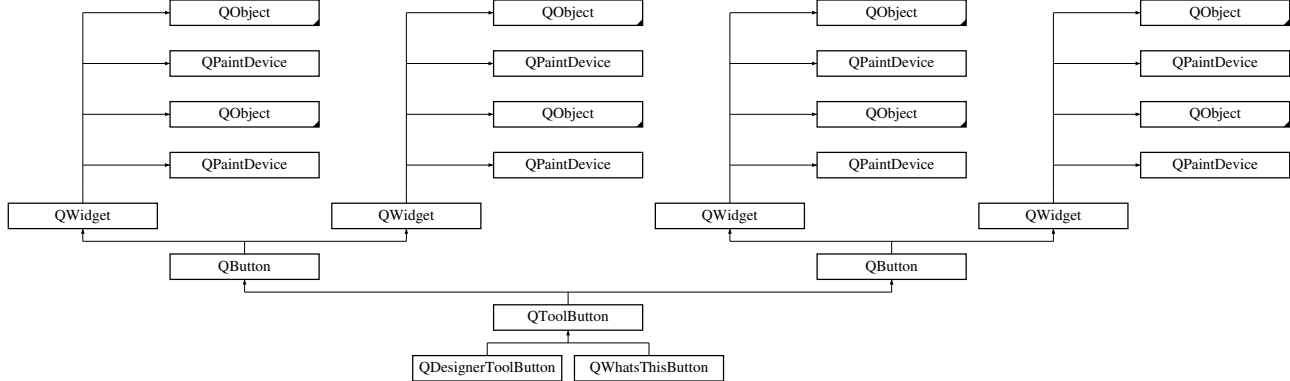 QObject QObject QObject QObject
QPaintDevice QPaintDevice QPaintDevice QPaintDevice
QObject QObject QObject QObject
QPaintDevice QPaintDevice QPaintDevice QPaintDevice
QWidget QWidget QWidget QWidget
QButton QButton
QToolButton
QDesignerToolButton QWhatsThisButton